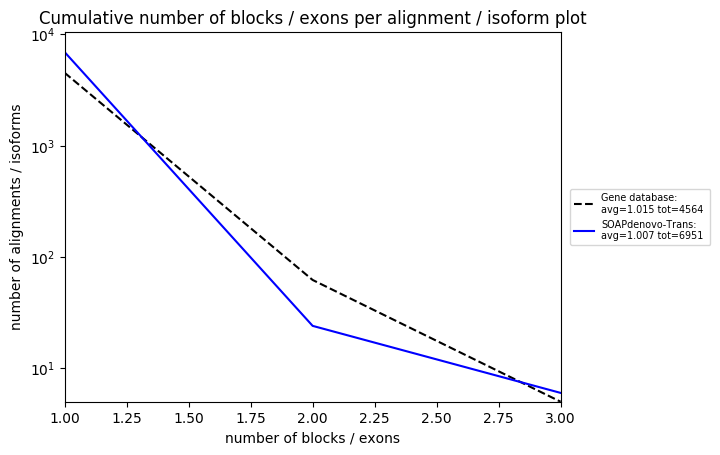 Cumulative number of blocks / exons per alignment / isoform plot
number of alignments / isoforms
10⁴
10³
10²
10¹
1.00 1.25 1.50 1.75 2.00 2.25 2.50 2.75 3.00
number of blocks / exons
Gene database:
avg=1.015 tot=4564
SOAPdenovo-Trans:
avg=1.007 tot=6951